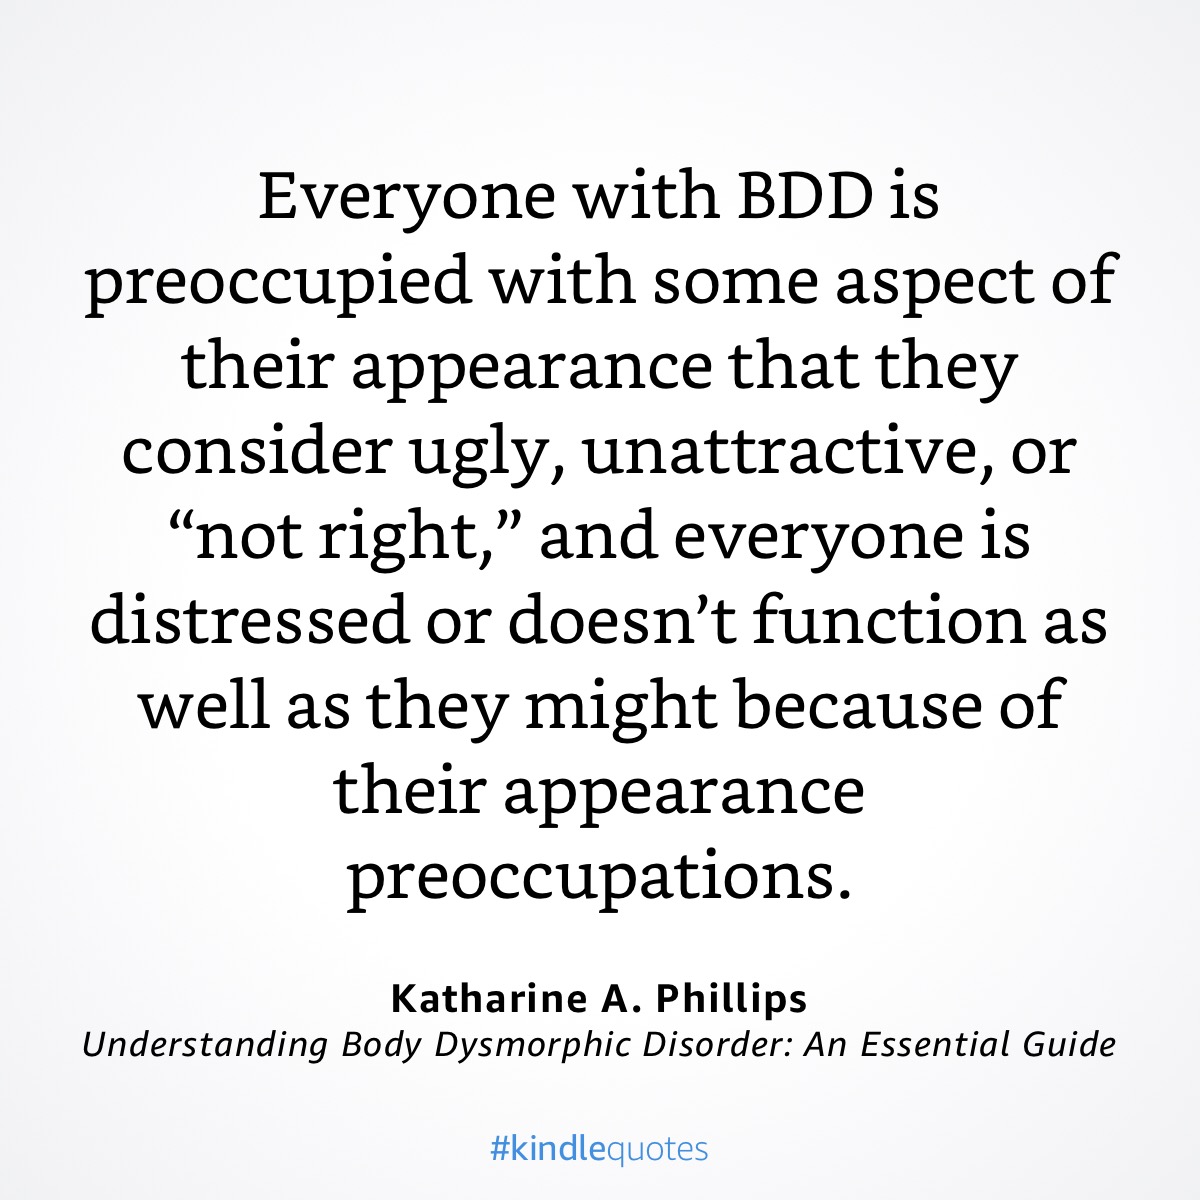 Everyone with BDD is
preoccupied with some aspect of
their appearance that they
consider ugly, unattractive, or
“not right,” and everyone is
distressed or doesn’t function as
well as they might because of
their appearance
preoccupations.
Katharine A. Phillips
Understanding Body Dysmorphic Disorder: An Essential Guide
#kindlequotes